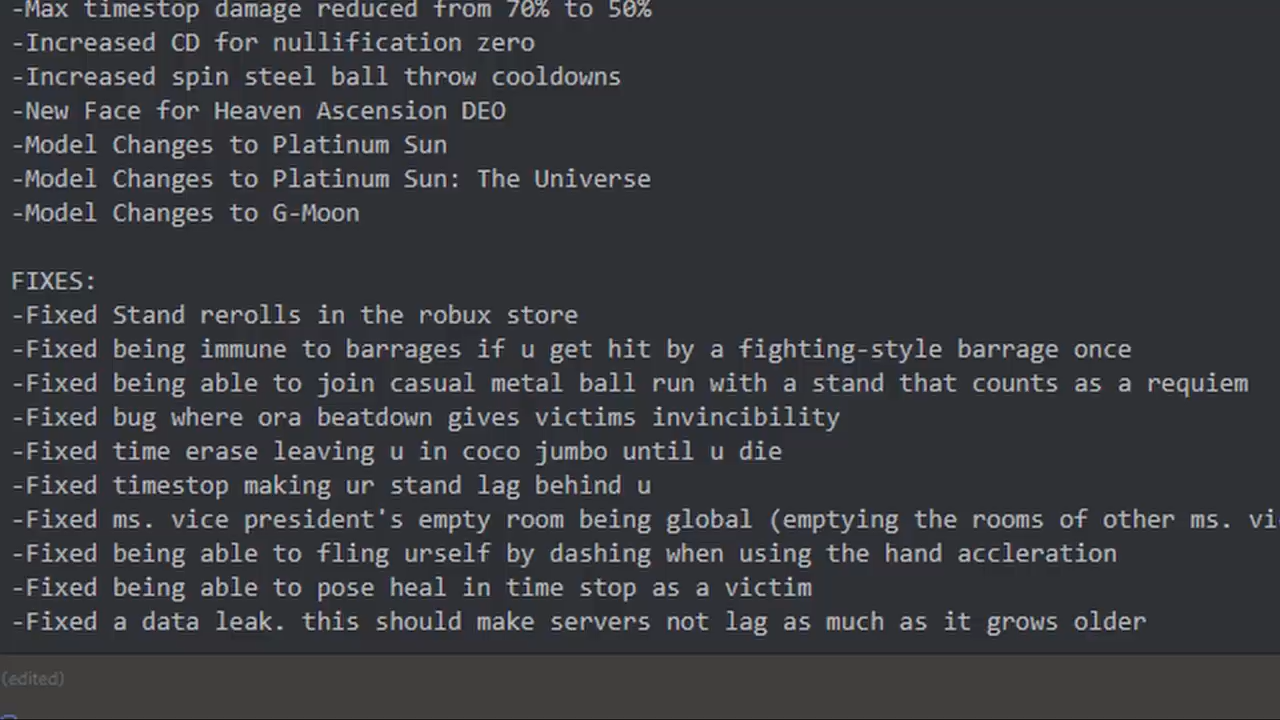 -Max timestop damage reduced from 70% to 50%
-Increased CD for nullification zero
-Increased spin steel ball throw cooldowns
-New Face for Heaven Ascension DEO
-Model Changes to Platinum Sun
-Model Changes to Platinum Sun: The Universe
-Model Changes to G-Moon
FIXES:
-Fixed Stand rerolls in the robux store
-Fixed being immune to barrages if u get hit by a fighting-style barrage once
-Fixed being able to join casual metal ball run with a stand that counts as a requiem
-Fixed bug where ora beatdown gives victims invincibility
-Fixed time erase leaving u in coco jumbo until u die
-Fixed timestop making ur stand lag behind u
-Fixed ms. vice president's empty room being global (emptying the rooms of other ms. vi
-Fixed being able to fling urself by dashing when using the hand accleration
-Fixed being able to pose heal in time stop as a victim
-Fixed a data leak. this should make servers not lag as much as it grows older
(edited)